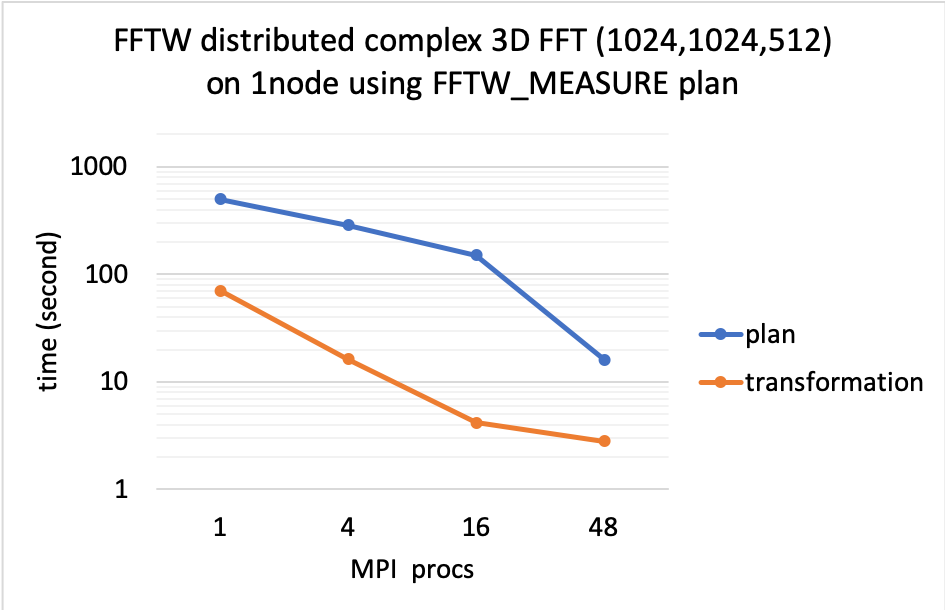 FFTW distributed complex 3D FFT (1024,1024,512)
on 1node using FFTW_MEASURE plan
time (second)
1000
100
10
1
1 4 16 48
MPI procs
plan
transformation